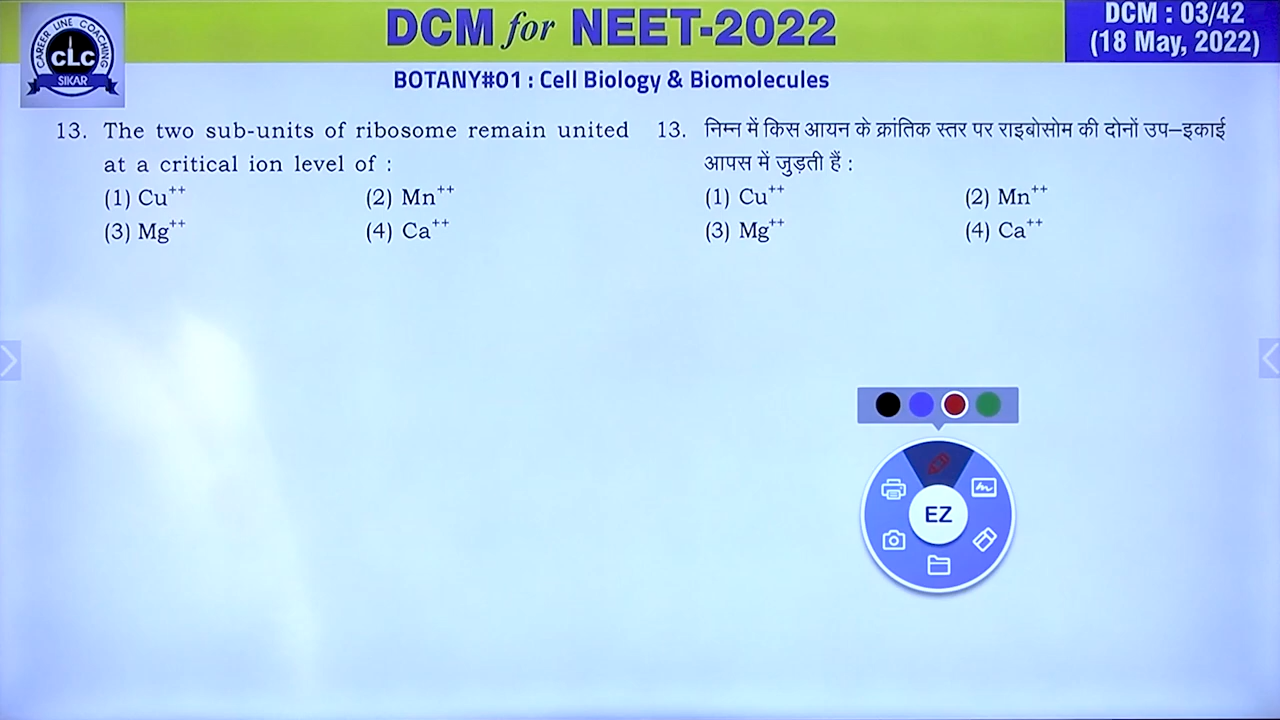 DCM for NEET-2022
DCM : 03/42
(18 May, 2022)
CAREER LINE COACHING
CLC
SIKAR
BOTANY#01 : Cell Biology & Biomolecules
13. The two sub-units of ribosome remain united
at a critical ion level of :
(1) Cu⁺⁺ (2) Mn⁺⁺
(3) Mg⁺⁺ (4) Ca⁺⁺
13. निम्न में किस आयन के क्रांतिक स्तर पर राइबोसोम की दोनों उप–इकाई
आपस में जुड़ती हैं :
(1) Cu⁺⁺ (2) Mn⁺⁺
(3) Mg⁺⁺ (4) Ca⁺⁺
EZ